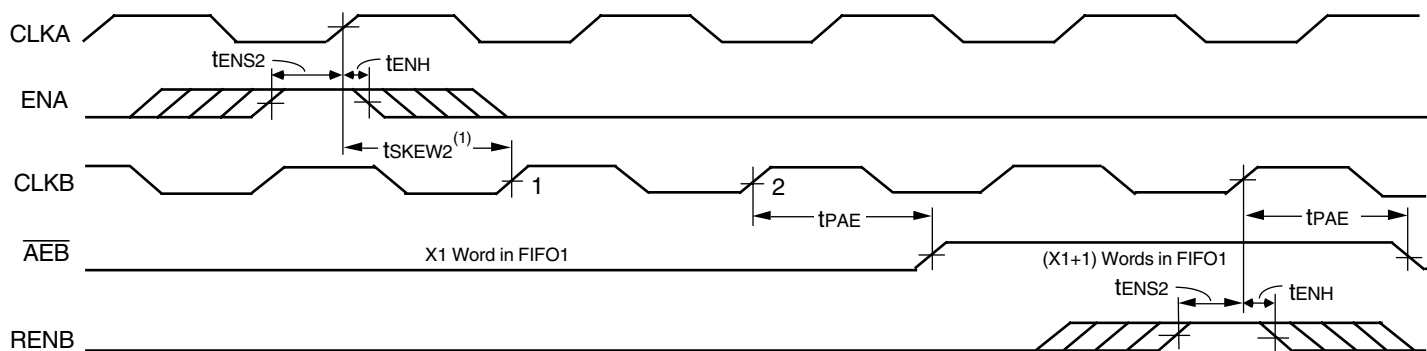 CLKA
tENS2 tENH
ENA
tSKEW2(1)
CLKB 1 2
tPAE tPAE
AEB X1 Word in FIFO1 (X1+1) Words in FIFO1
tENS2 tENH
RENB